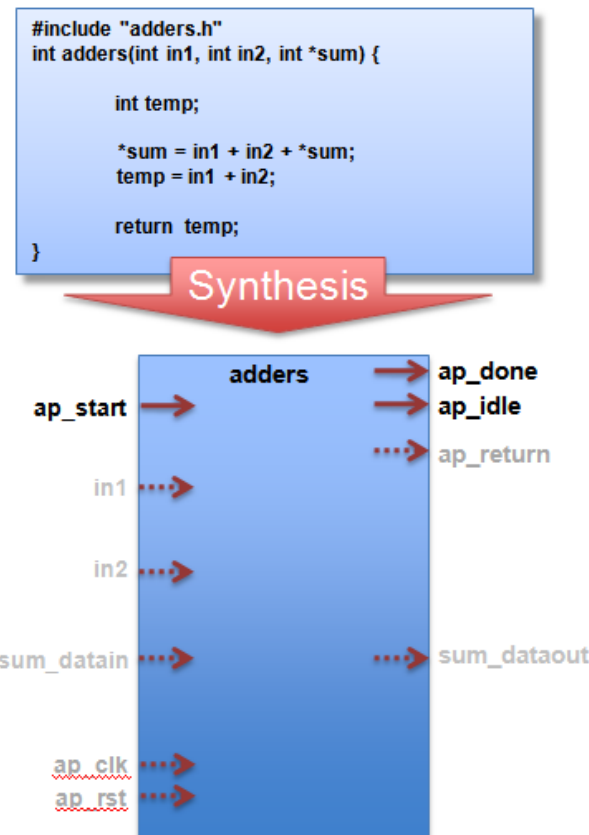 #include "adders.h"
int adders(int in1, int in2, int *sum) {
int temp;
*sum = in1 + in2 + *sum;
temp = in1 + in2;
return temp;
}
Synthesis
adders
ap_done
ap_start
ap_idle
ap_return
in1
in2
sum_datain
sum_dataout
ap_clk
ap_rst